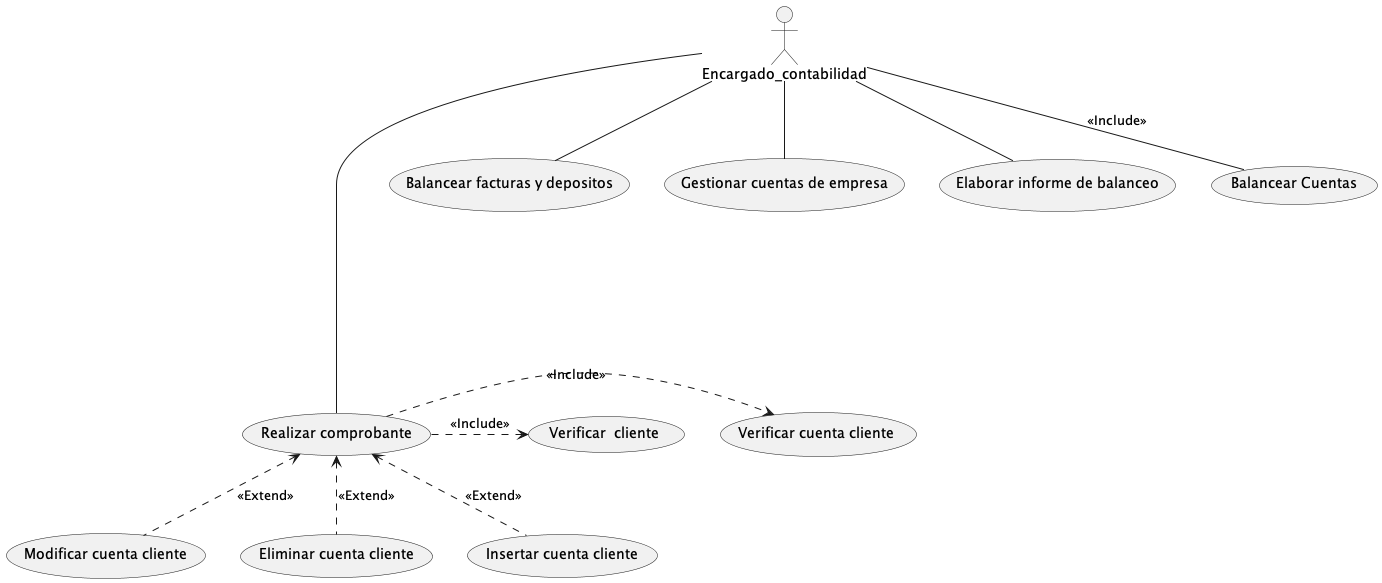 Encargado_contabilidad
«Include»
Balancear facturas y depositos
Gestionar cuentas de empresa
Elaborar informe de balanceo
Balancear Cuentas
«Include»
«Include»
Realizar comprobante
Verificar  cliente
Verificar cuenta cliente
«Extend»
«Extend»
«Extend»
Modificar cuenta cliente
Eliminar cuenta cliente
Insertar cuenta cliente